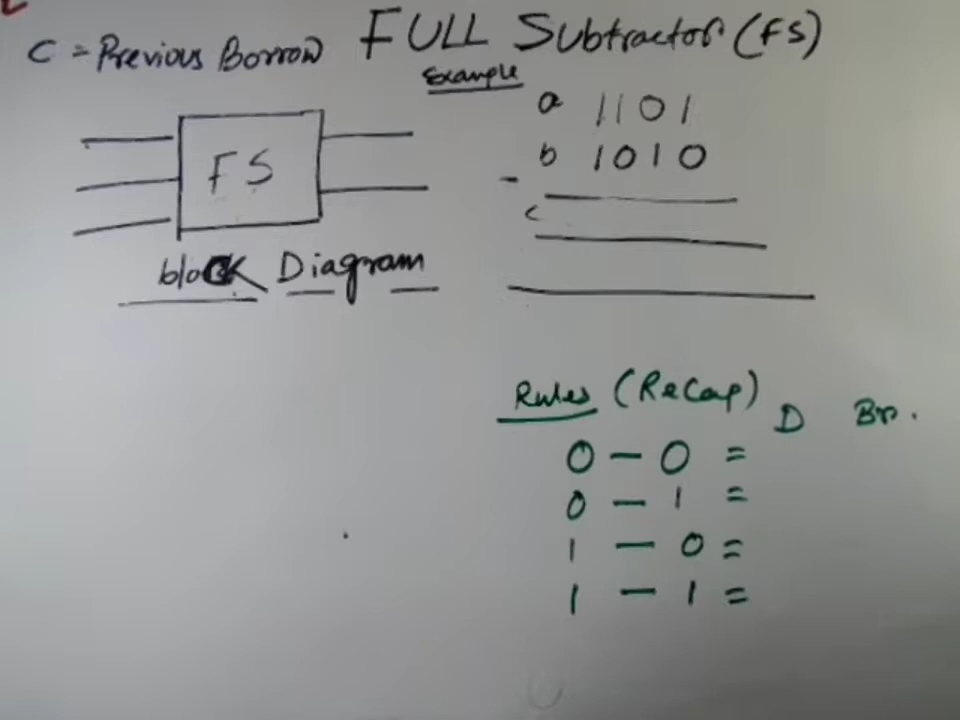 C = Previous Borrow FULL Subtractor (FS)
Example
a 1101
b 1010
-
c
FS
block Diagram
Rules (Recap)
D Br.
0 - 0 =
0 - 1 =
1 - 0 =
1 - 1 =